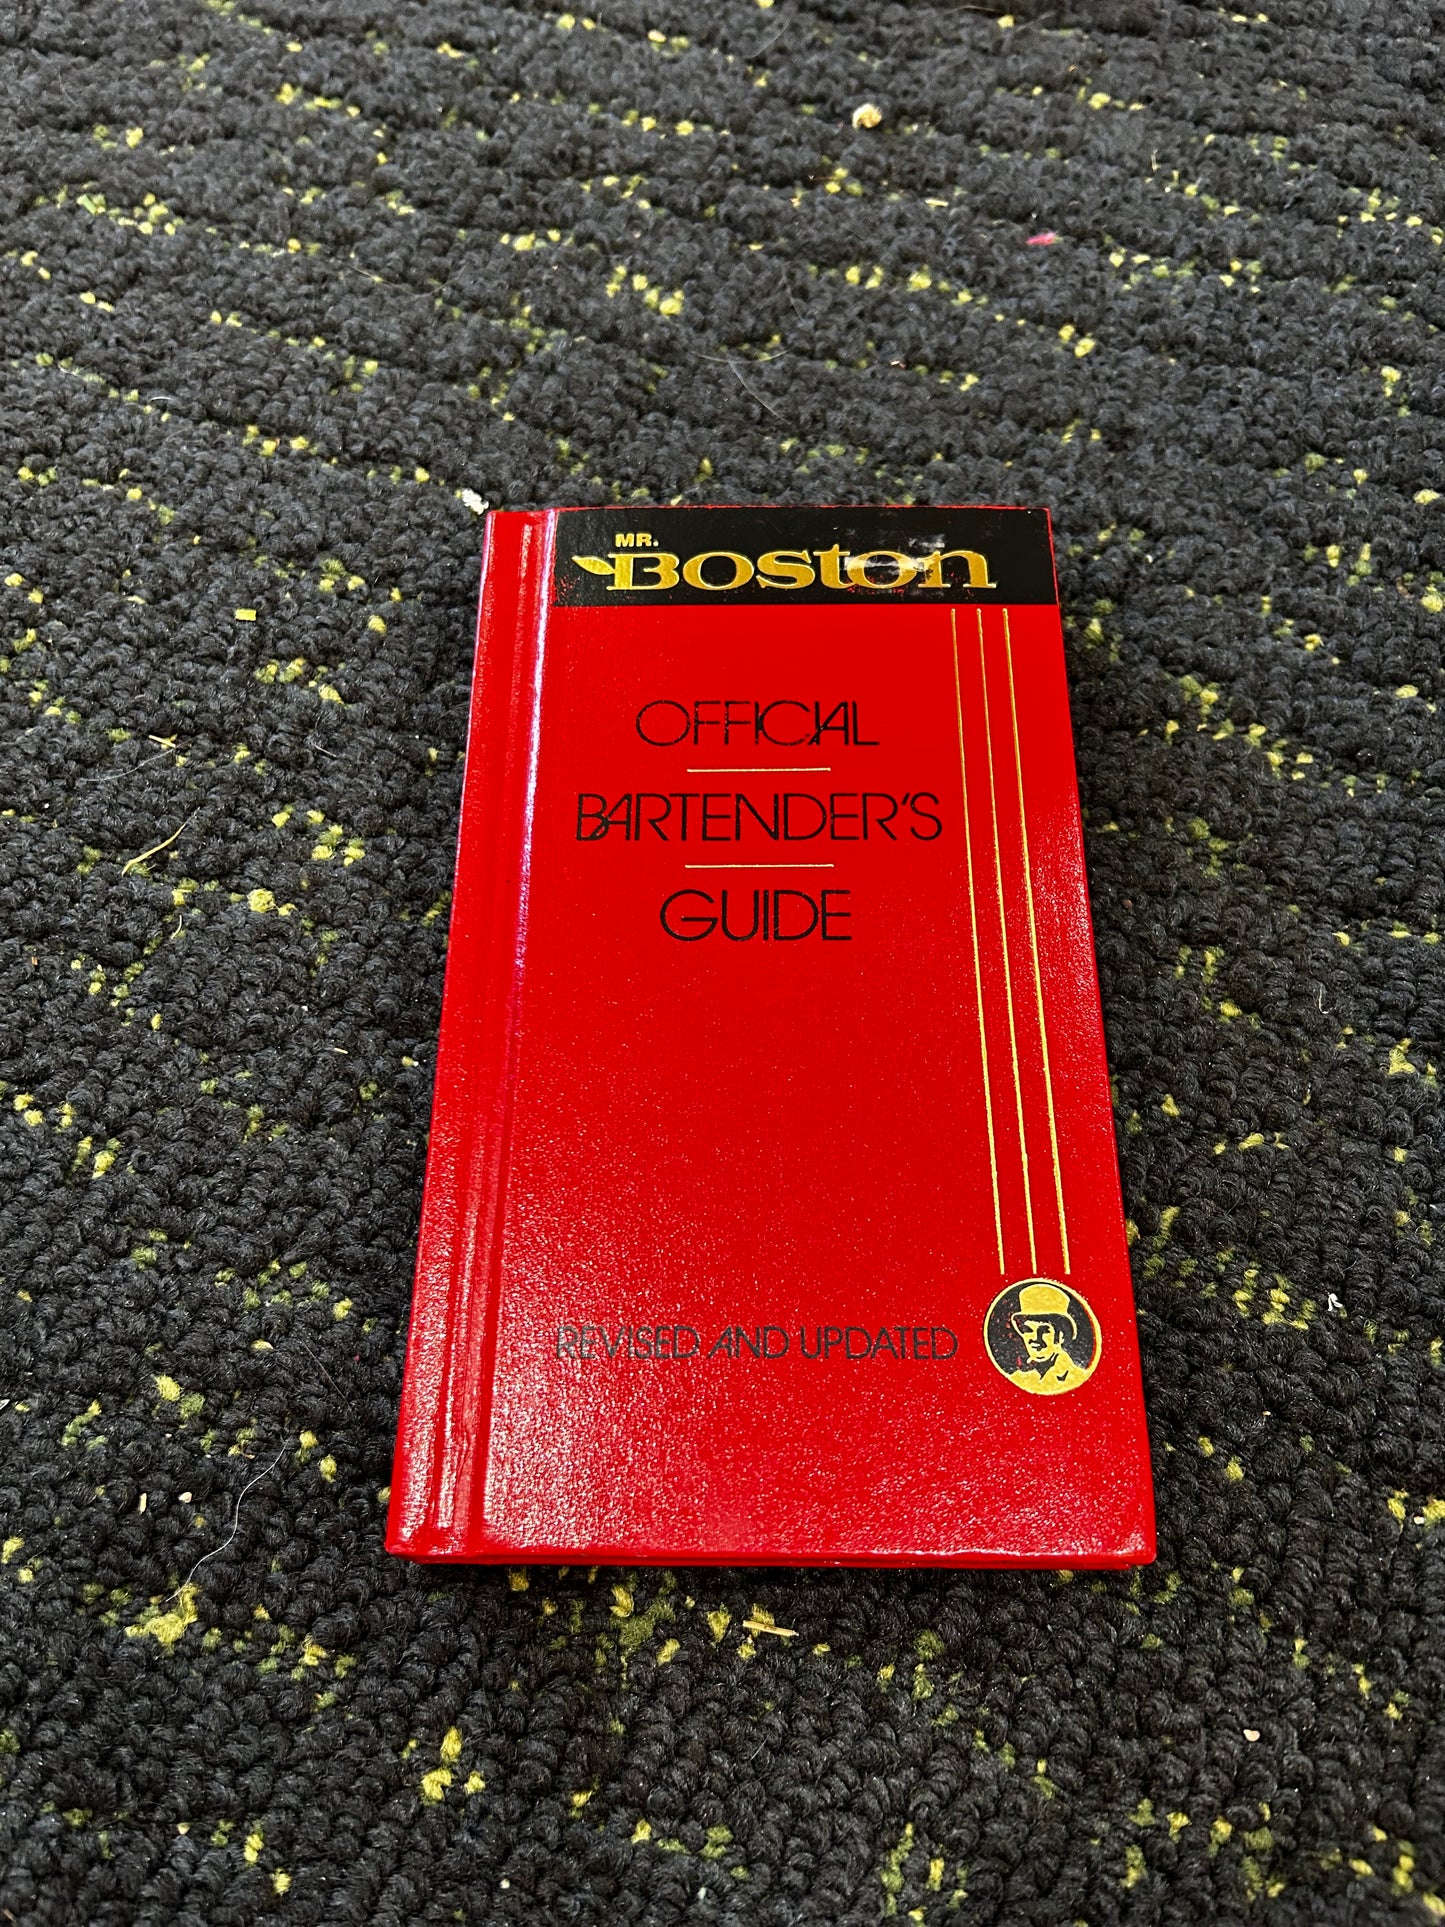 MR.
BOSTON
OFFICIAL
BARTENDER'S
GUIDE
REVISED AND UPDATED